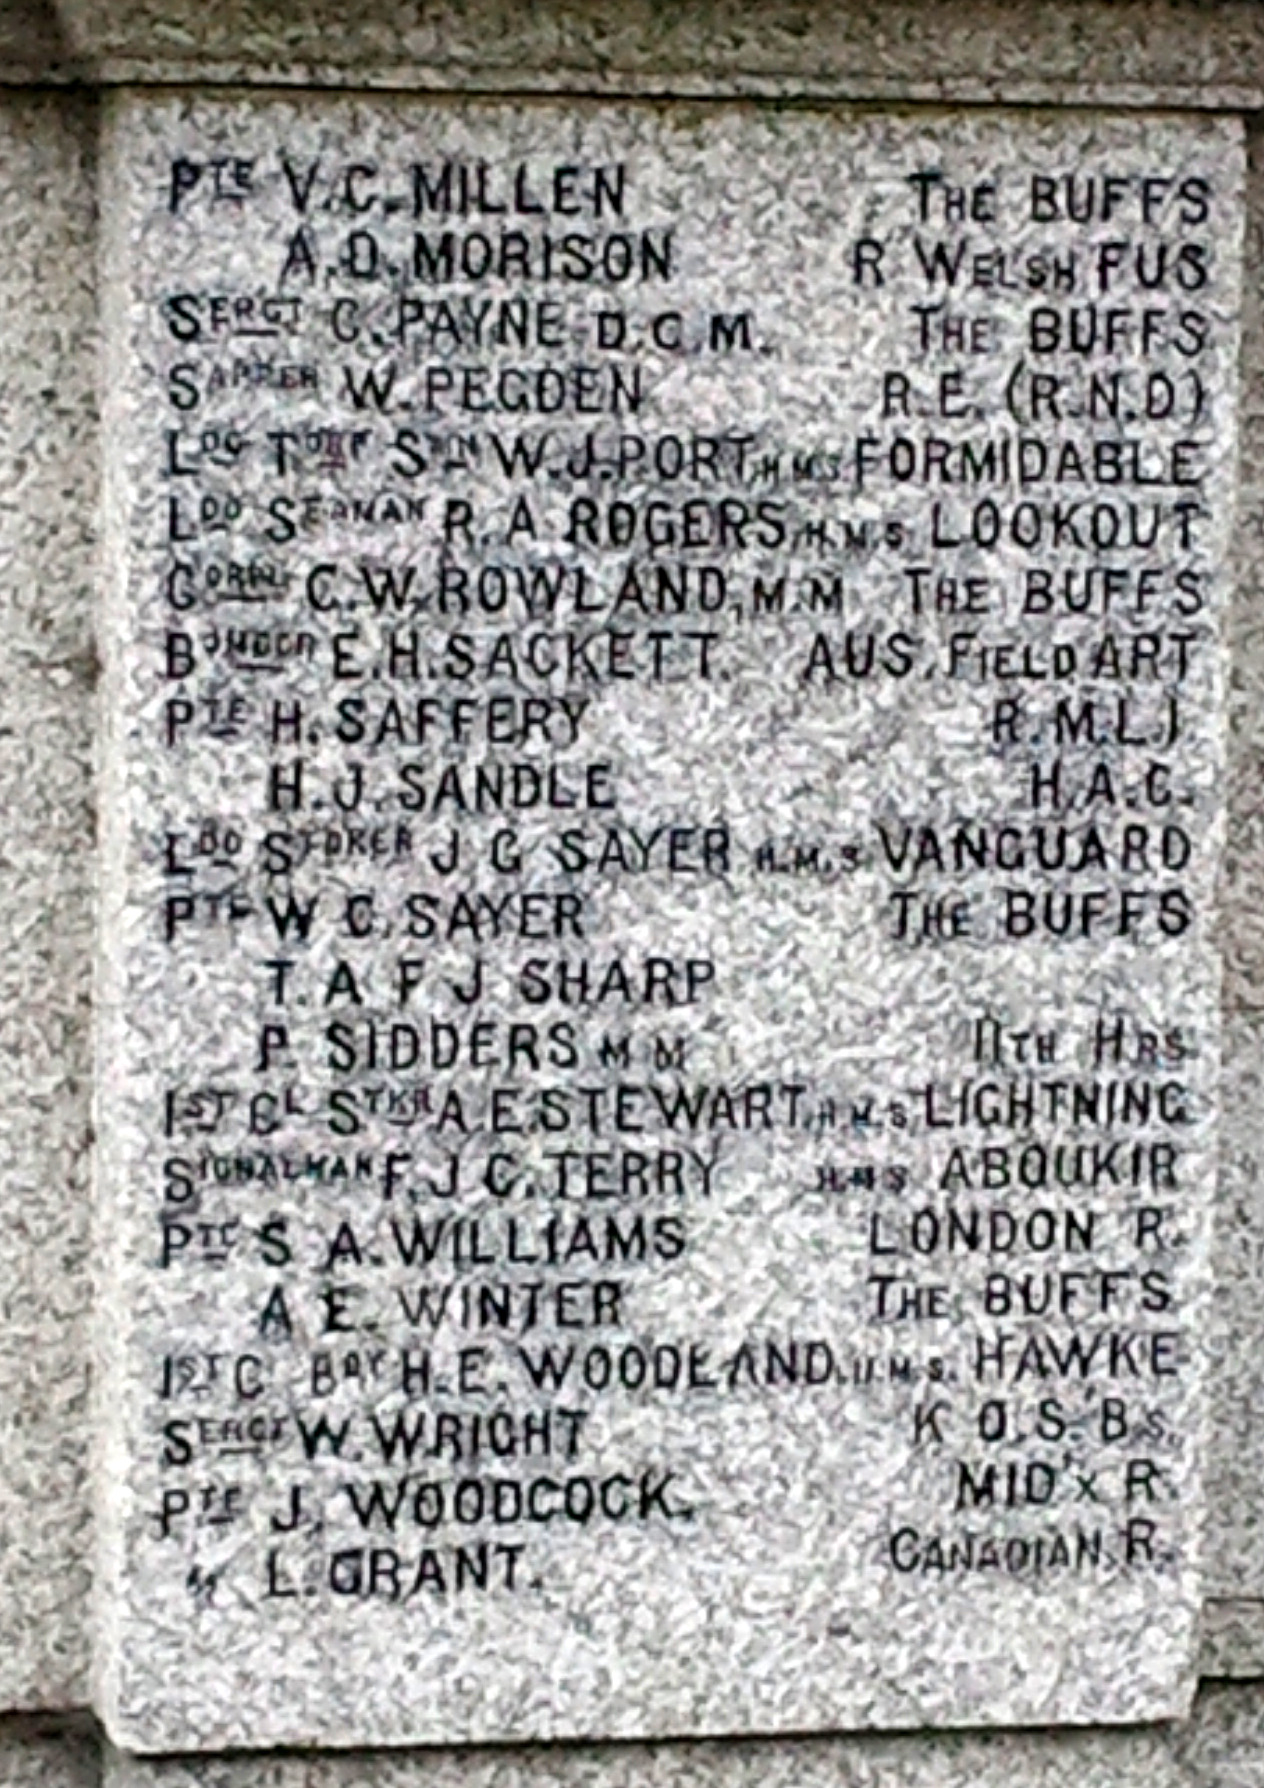 PTE V.C. MILLEN THE BUFFS
A.D. MORISON R WELSH FUS
SERGT C. PAYNE D.C.M. THE BUFFS
SAPPER W. PEGDEN R.E. (R.N.D)
LDG TORP SMN W.J. PORT, H.M.S FORMIDABLE
LDG SEAMAN R. A ROGERS, H.M.S LOOKOUT
CORPL C.W. ROWLAND, M.M THE BUFFS
BOMBDR E.H. SACKETT. AUS. FIELD ART
PTE H. SAFFERY R.M.L.I
H.J. SANDLE H.A.C.
LDG STOKER J G SAYER H.M.S VANGUARD
PTE W C. SAYER THE BUFFS
T. A F J SHARP
P. SIDDERS M M 11TH HRS
1ST CL STKR A.E. STEWART, H.M.S LIGHTNING
SIGNALMAN F.J C. TERRY H.M.S ABOUKIR
PTE S A. WILLIAMS LONDON R.
A E. WINTER THE BUFFS
1ST C BOY H.E. WOODLAND. H.M.S. HAWKE
SERGT W. WRIGHT K.O.S.B's.
PTE J. WOODCOCK. MID'X R.
" L. GRANT. CANADIAN. R.